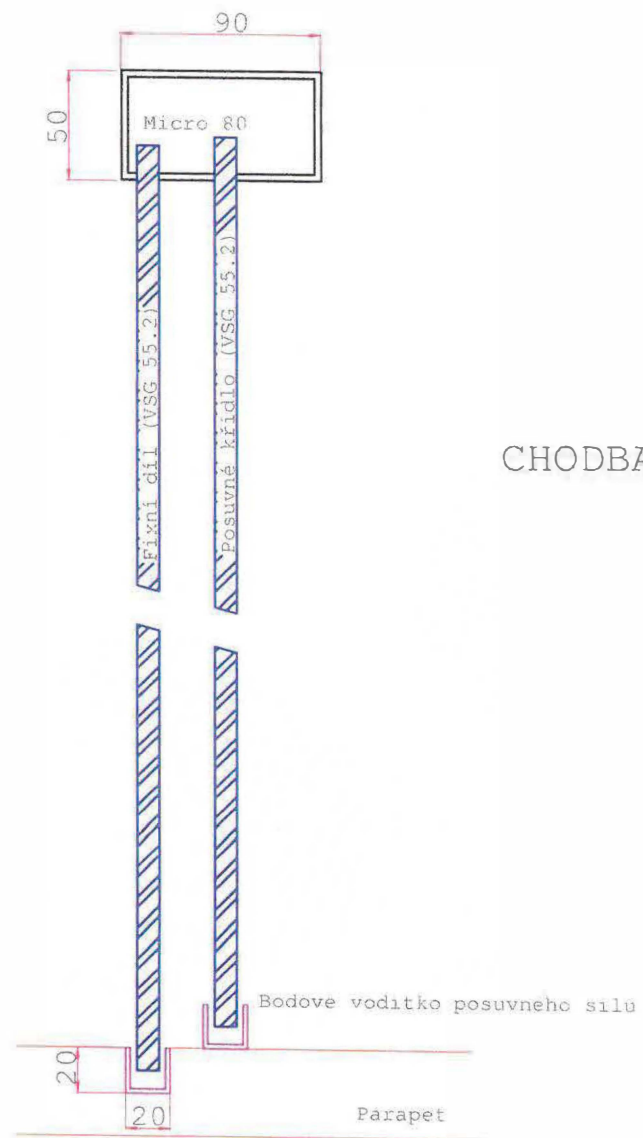 90
50
Micro 80
Fixní díl (VSG 55.2)
Posuvné křídlo (VSG 55.2)
CHODBA
Bodove voditko posuvneho silu
20
20
Parapet